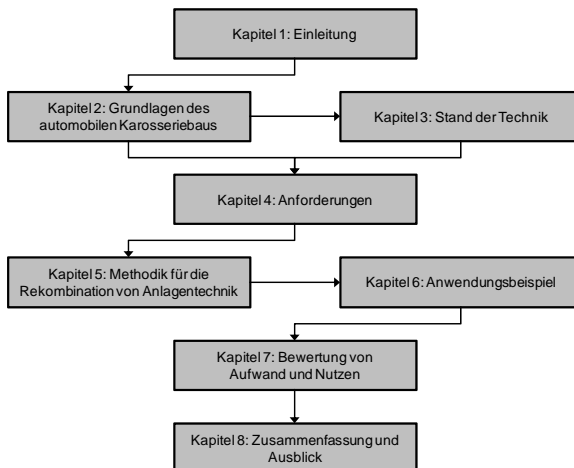 Kapitel 1: Einleitung
Kapitel 2: Grundlagen des
automobilen Karosseriebaus
Kapitel 3: Stand der Technik
Kapitel 4: Anforderungen
Kapitel 5: Methodik für die
Rekombination von Anlagentechnik
Kapitel 6: Anwendungsbeispiel
Kapitel 7: Bewertung von
Aufwand und Nutzen
Kapitel 8: Zusammenfassung und
Ausblick